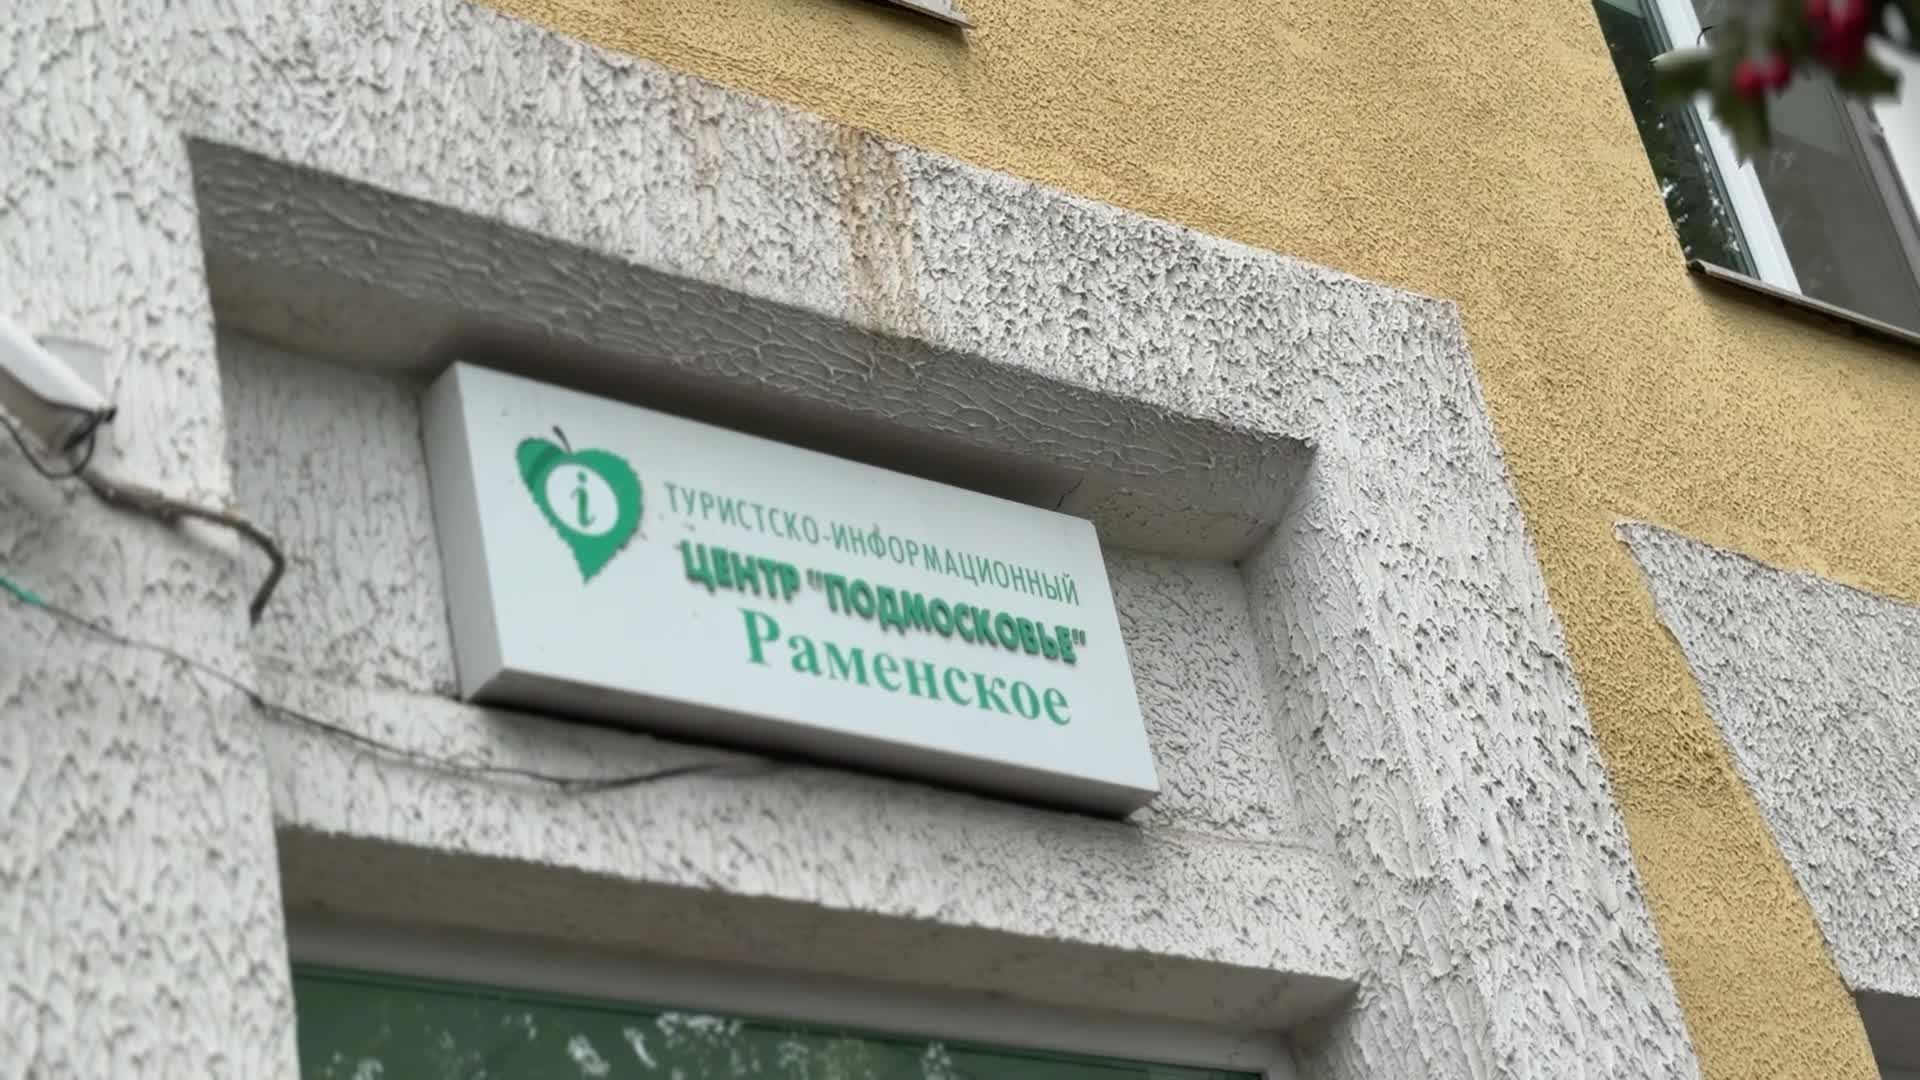 i
ТУРИСТСКО-ИНФОРМАЦИОННЫЙ
ЦЕНТР "ПОДМОСКОВЬЕ"
Раменское